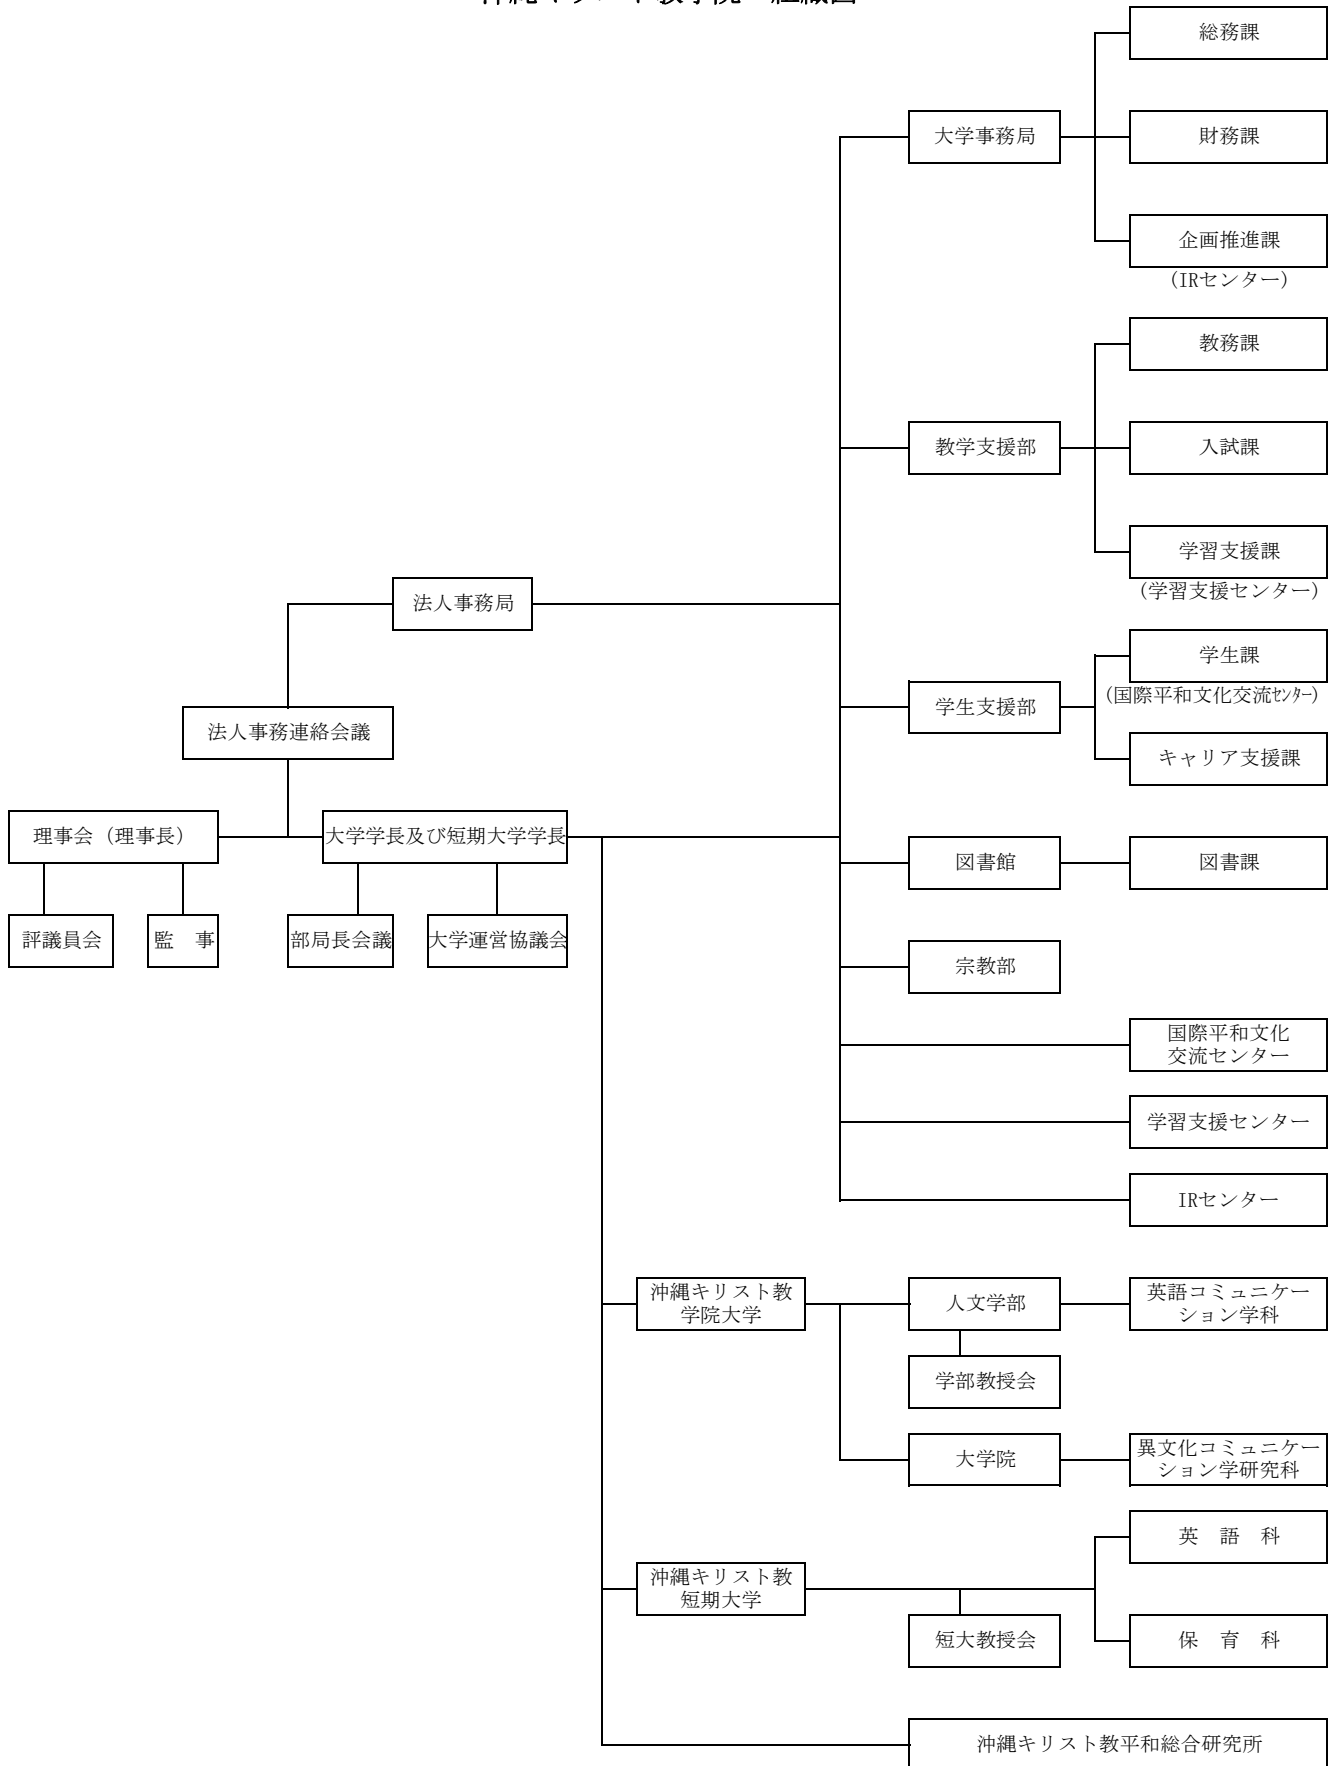 沖縄キリスト教学院 組織図
総務課
大学事務局
財務課
企画推進課
(IRセンター)
教務課
教学支援部
入試課
学習支援課
(学習支援センター)
法人事務局
学生課
(国際平和文化交流ｾﾝﾀｰ)
学生支援部
法人事務連絡会議
キャリア支援課
理事会（理事長）
大学学長及び短期大学学長
図書館
図書課
評議員会
監　事
部局長会議
大学運営協議会
宗教部
国際平和文化
交流センター
学習支援センター
IRセンター
沖縄キリスト教
学院大学
人文学部
英語コミュニケー
ション学科
学部教授会
大学院
異文化コミュニケー
ション学研究科
英　語　科
沖縄キリスト教
短期大学
短大教授会
保　育　科
沖縄キリスト教平和総合研究所